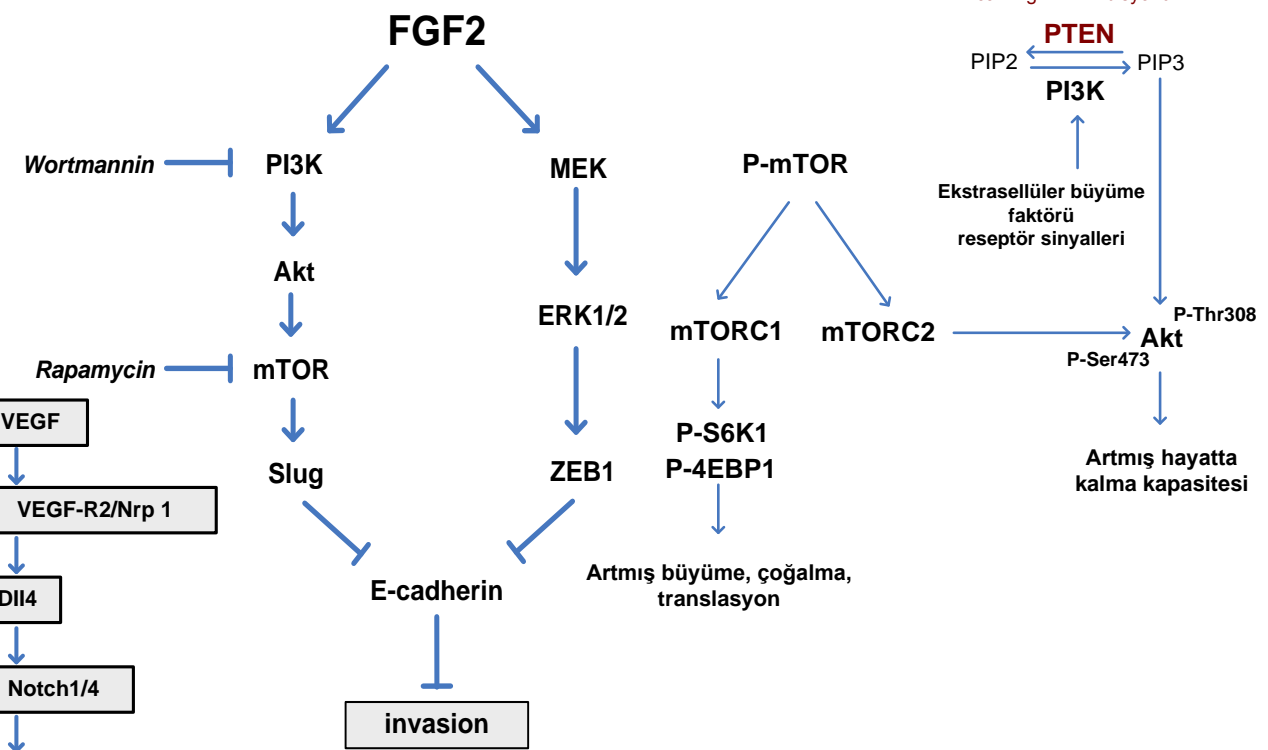 FGF2
Wortmannin
PI3K
MEK
Akt
ERK1/2
Rapamycin
mTOR
Slug
ZEB1
E-cadherin
invasion
VEGF
VEGF-R2/Nrp 1
Dll4
Notch1/4
P-mTOR
mTORC1
mTORC2
P-S6K1
P-4EBP1
Artmış büyüme, çoğalma,
translasyon
PTEN
PIP2
PIP3
PI3K
Ekstrasellüler büyüme
faktörü
reseptör sinyalleri
P-Thr308
Akt
P-Ser473
Artmış hayatta
kalma kapasitesi